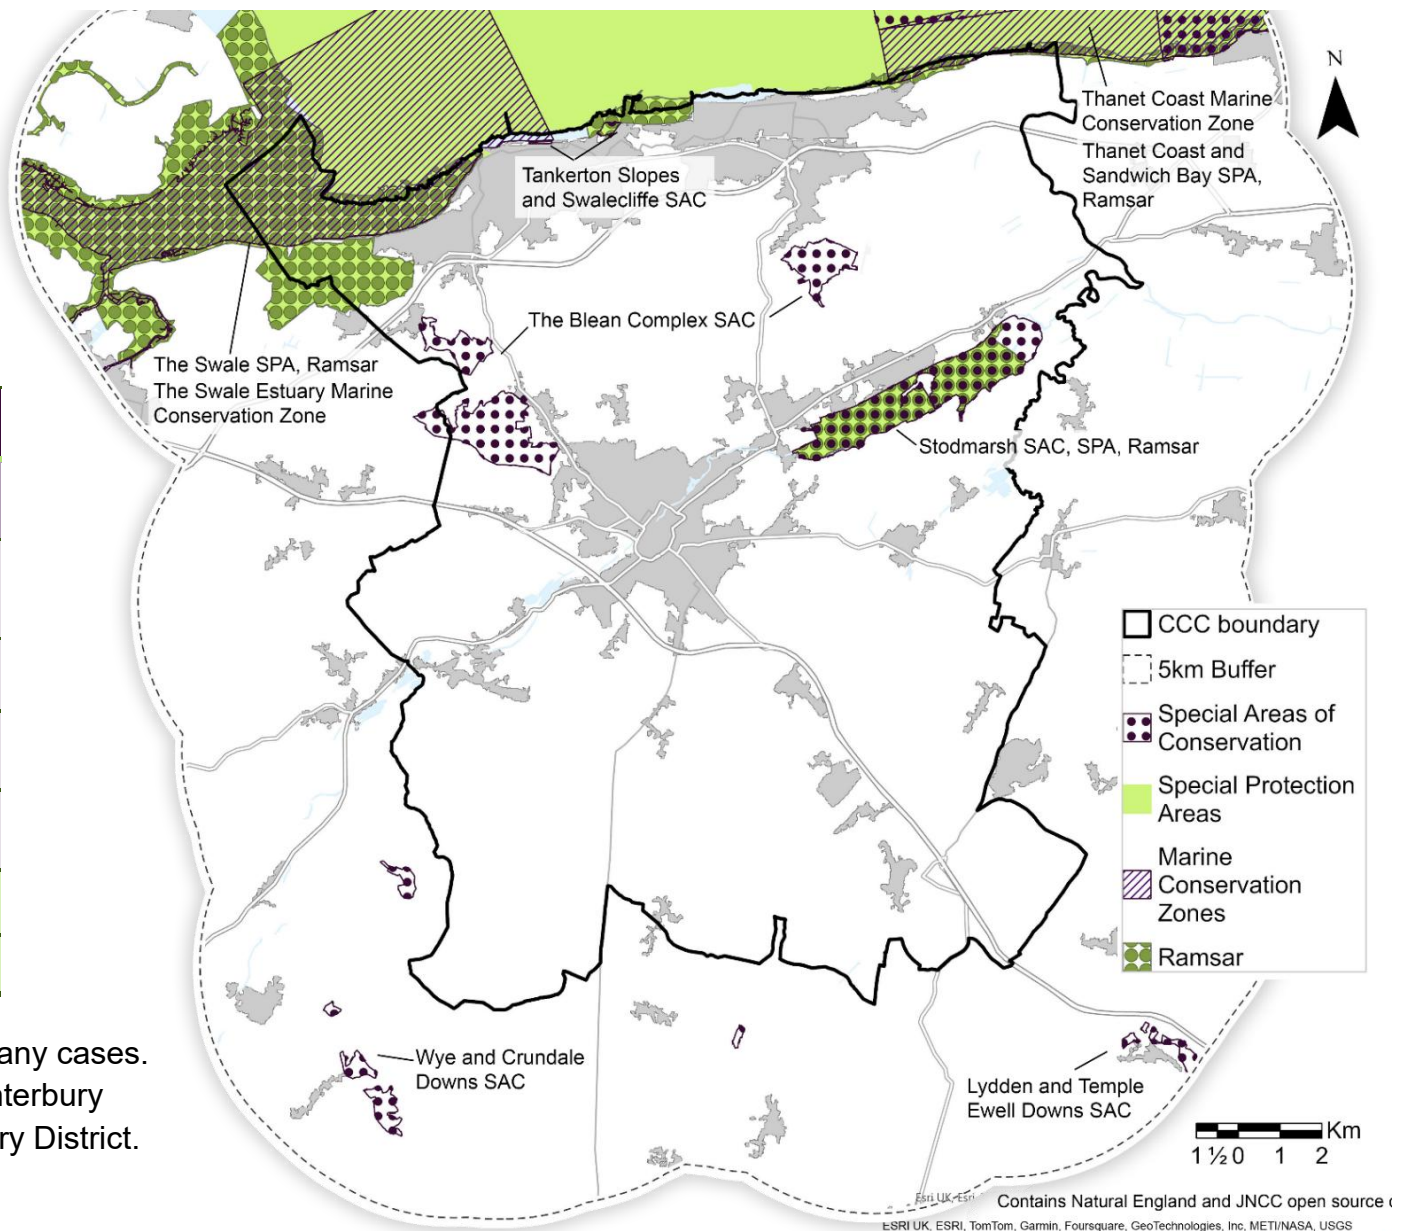 N
Thanet Coast Marine
Conservation Zone
Thanet Coast and
Sandwich Bay SPA,
Ramsar
Tankerton Slopes
and Swalecliffe SAC
The Blean Complex SAC
The Swale SPA, Ramsar
The Swale Estuary Marine
Conservation Zone
Stodmarsh SAC, SPA, Ramsar
CCC boundary
5km Buffer
Special Areas of
Conservation
Special Protection
Areas
Marine
Conservation
Zones
Ramsar
any cases.
nterbury
ry District.
Wye and Crundale
Downs SAC
Lydden and Temple
Ewell Downs SAC
Km
1 ½ 0 1 2
Esri UK, Esri,
Contains Natural England and JNCC open source
ESRI UK, ESRI, TomTom, Garmin, Foursquare, GeoTechnologies, Inc, METI/NASA, USGS